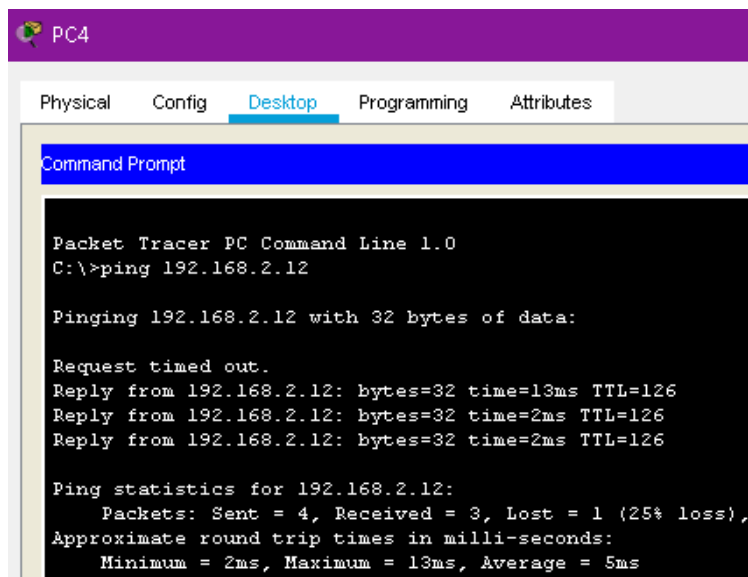 PC4
Physical Config Desktop Programming Attributes
Command Prompt
Packet Tracer PC Command Line 1.0
C:\>ping 192.168.2.12
Pinging 192.168.2.12 with 32 bytes of data:
Request timed out.
Reply from 192.168.2.12: bytes=32 time=13ms TTL=126
Reply from 192.168.2.12: bytes=32 time=2ms TTL=126
Reply from 192.168.2.12: bytes=32 time=2ms TTL=126
Ping statistics for 192.168.2.12:
Packets: Sent = 4, Received = 3, Lost = 1 (25% loss),
Approximate round trip times in milli-seconds:
Minimum = 2ms, Maximum = 13ms, Average = 5ms